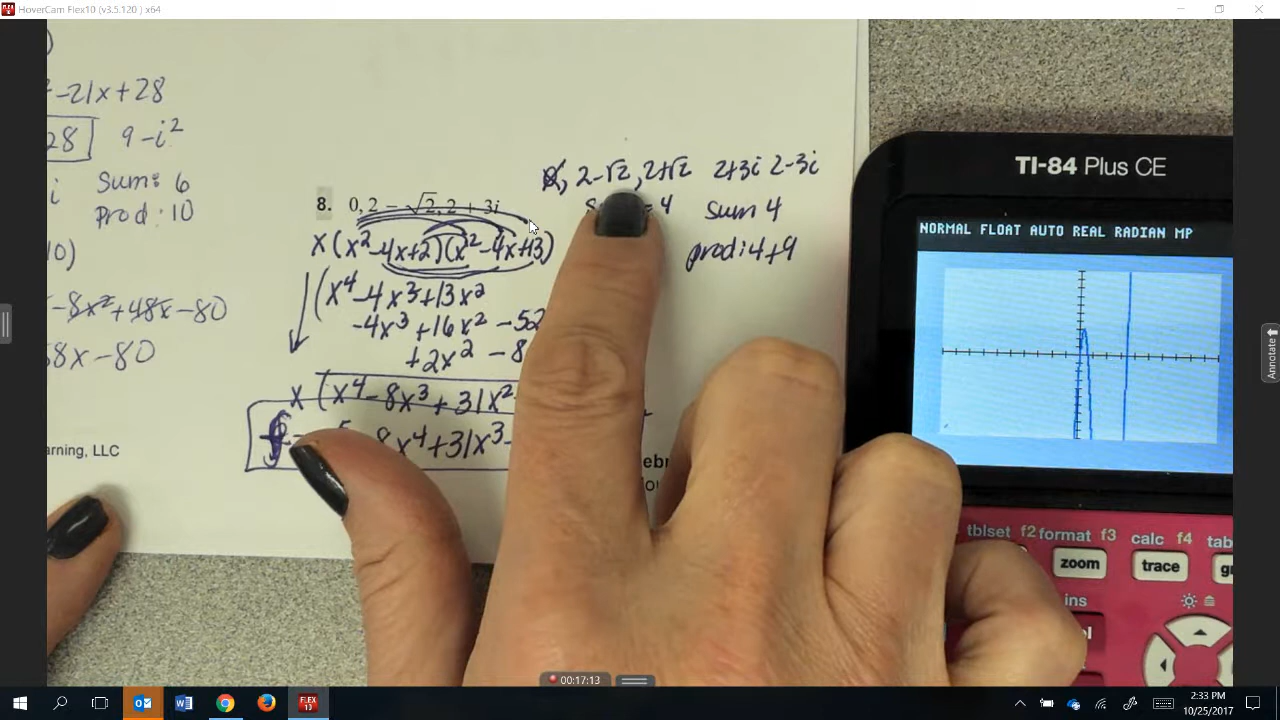 HoverCam Flex10 (v3.5.120) x64
-21x+28
28 9-i²
i Sum: 6
Prod: 10
10)
-8x²+48x-80
58x-80
arning, LLC
8. 0, 2 - √2, 2 + 3i
2-√2, 2+√2 2+3i 2-3i
= 4 sum 4
prod: 4+9
x(x²-4x+2)(x²-4x+13)
(x⁴-4x³+13x²
-4x³+16x²-52
+2x²-8
x(x⁴-8x³+31x²
8x⁴+31x³-
ebr
TI-84 Plus CE
NORMAL FLOAT AUTO REAL RADIAN MP
tblset f2 format f3 calc f4 tab
zoom trace
ins
Annotate
00:17:13
2:33 PM
10/25/2017